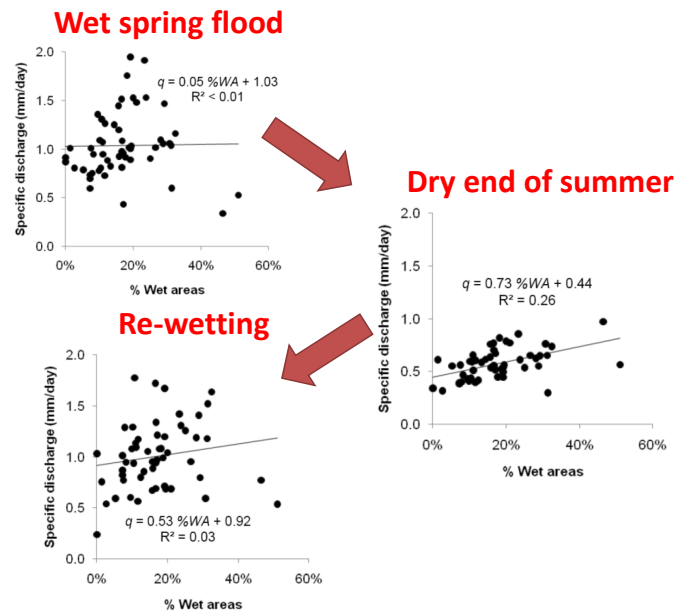 Wet spring flood
Specific discharge (mm/day)
2.0
1.5
1.0
0.5
0.0
q = 0.05 %WA + 1.03
R² < 0.01
0% 20% 40% 60%
% Wet areas
Dry end of summer
Specific discharge (mm/day)
2.0
1.5
1.0
0.5
0.0
q = 0.73 %WA + 0.44
R² = 0.26
0% 20% 40% 60%
% Wet areas
Re-wetting
Specific discharge (mm/day)
2.0
1.5
1.0
0.5
0.0
q = 0.53 %WA + 0.92
R² = 0.03
0% 20% 40% 60%
% Wet areas